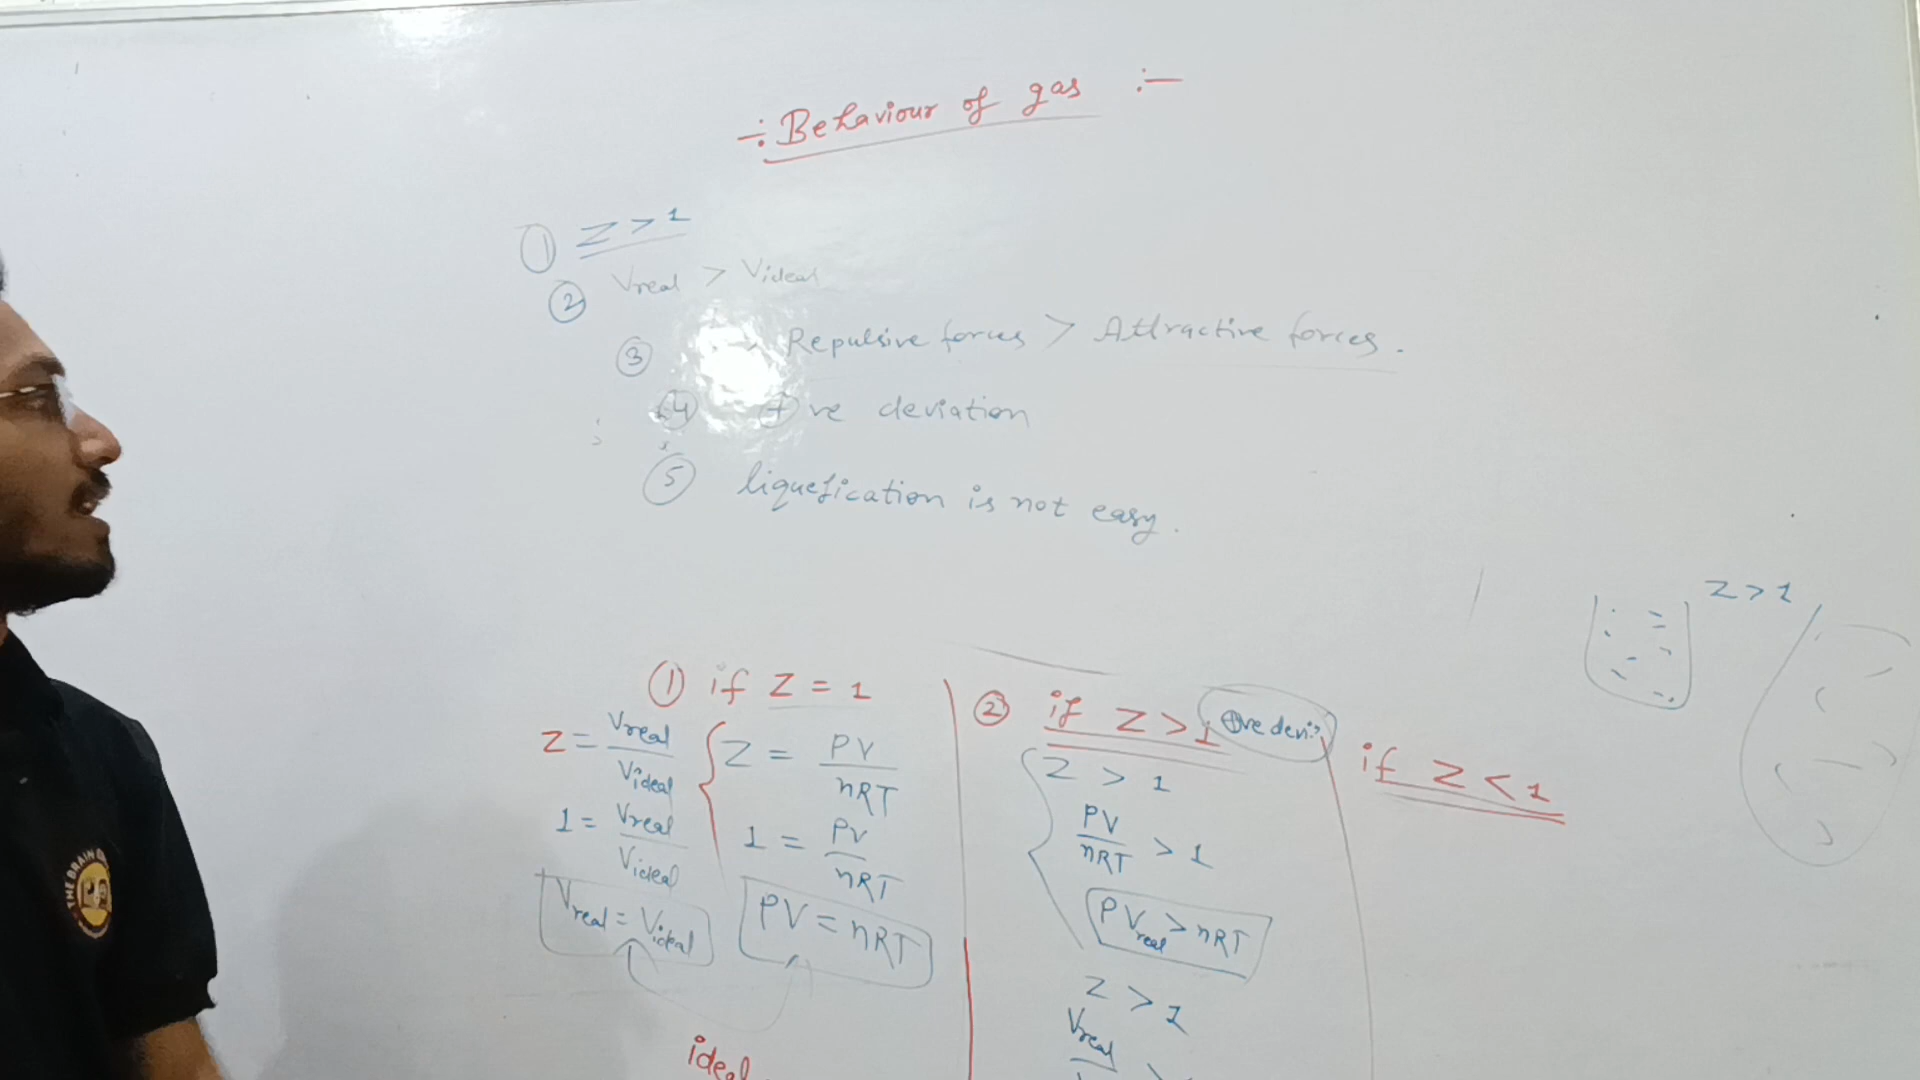 ÷ Behaviour of gas :-
① Z > 1
② Vreal > Videal
③ Repulsive forces > Attractive forces.
④ ⊕ve deviation
⑤ liquefication is not easy.
Z > 1
① if Z = 1
Z = Vreal / Videal
1 = Vreal / Videal
Vreal = Videal
Z = PV / nRT
1 = PV / nRT
PV = nRT
ideal
② if Z > 1 ⊕ve devi
Z > 1
PV / nRT > 1
PVreal > nRT
Z > 1
Vreal
if Z < 1
THE BRAIN